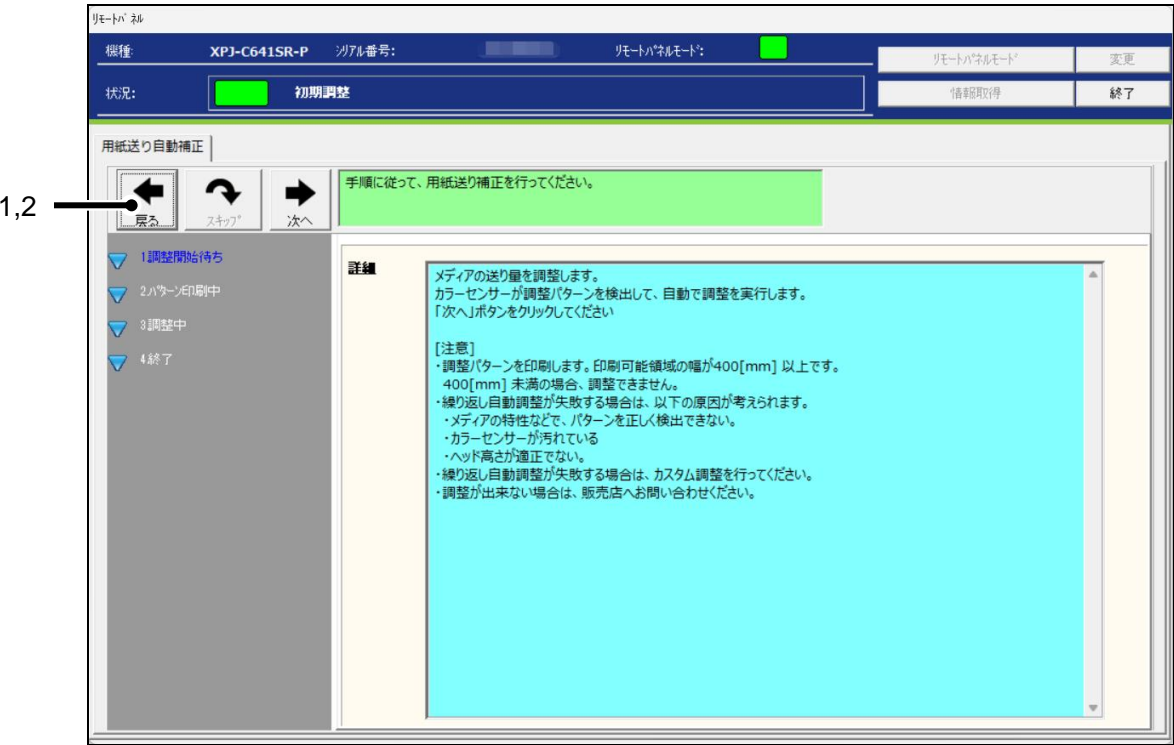 リモートパネル
機種: XPJ-C641SR-P シリアル番号: リモートパネルモード:
リモートパネルモード 変更
状況: 初期調整
情報取得 終了
用紙送り自動補正
戻る スキップ 次へ
手順に従って、用紙送り補正を行ってください。
1,2
1調整開始待ち
2パターン印刷中
3調整中
4終了
詳細
メディアの送り量を調整します。
カラーセンサーが調整パターンを検出して、自動で調整を実行します。
「次へ」ボタンをクリックしてください
[注意]
・調整パターンを印刷します。印刷可能領域の幅が400[mm] 以上です。
400[mm] 未満の場合、調整できません。
・繰り返し自動調整が失敗する場合は、以下の原因が考えられます。
・メディアの特性などで、パターンを正しく検出できない。
・カラーセンサーが汚れている
・ヘッド高さが適正でない。
・繰り返し自動調整が失敗する場合は、カスタム調整を行ってください。
・調整が出来ない場合は、販売店へお問い合わせください。